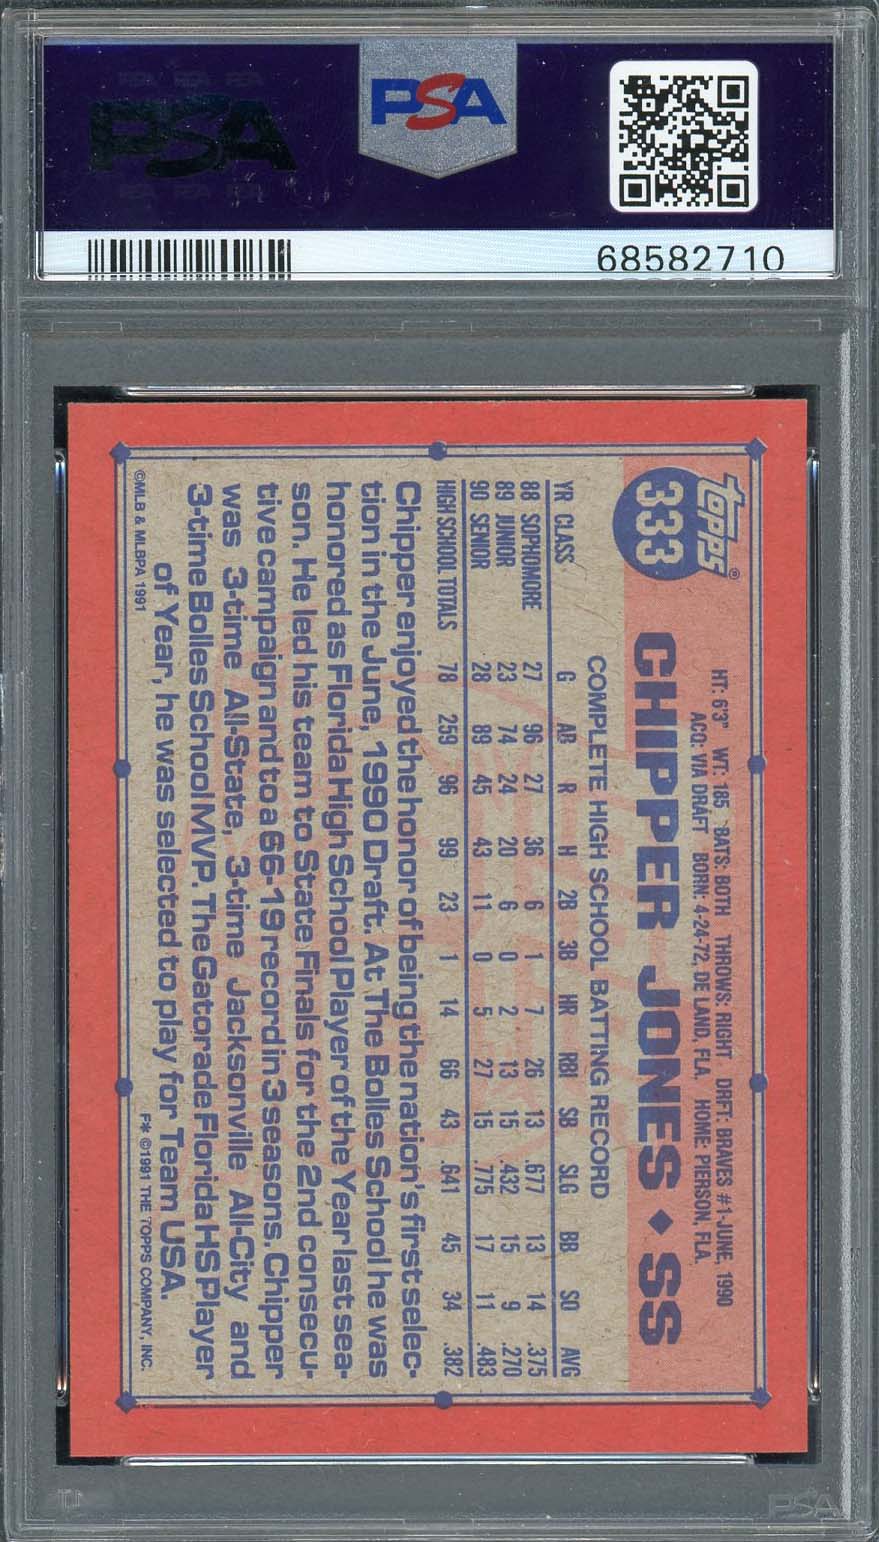 PSA
PSA PSA PSA
PSA
PSA PSA PSA
68582710
Topps®
333
HT: 6'3" WT: 185 BATS: BOTH THROWS: RIGHT DRFT: BRAVES #1-JUNE, 1990
ACQ: VIA DRAFT BORN: 4-24-72, DE LAND, FLA. HOME: PIERSON, FLA.
CHIPPER JONES ♦ SS
COMPLETE HIGH SCHOOL BATTING RECORD
YR CLASS G AB R H 2B 3B HR RBI SB SLG BB SO AVG
88 SOPHOMORE 27 96 27 36 6 1 7 26 13 .677 13 14 .375
89 JUNIOR 23 74 24 20 6 0 2 13 15 .432 15 9 .270
90 SENIOR 28 89 45 43 11 0 5 27 15 .775 17 11 .483
HIGH SCHOOL TOTALS 78 259 96 99 23 1 14 66 43 .641 45 34 .382
Chipper enjoyed the honor of being the nation's first selec-
tion in the June, 1990 Draft. At The Bolles School he was
honored as Florida High School Player of the Year last sea-
son. He led his team to State Finals for the 2nd consecu-
tive campaign and to a 66-19 record in 3 seasons. Chipper
was 3-time All-State, 3-time Jacksonville All-City and
3-time Bolles School MVP. The Gatorade Florida HS Player
of Year, he was selected to play for Team USA.
©MLB & MLBPA 1991
F* ©1991 THE TOPPS COMPANY, INC.
PSA